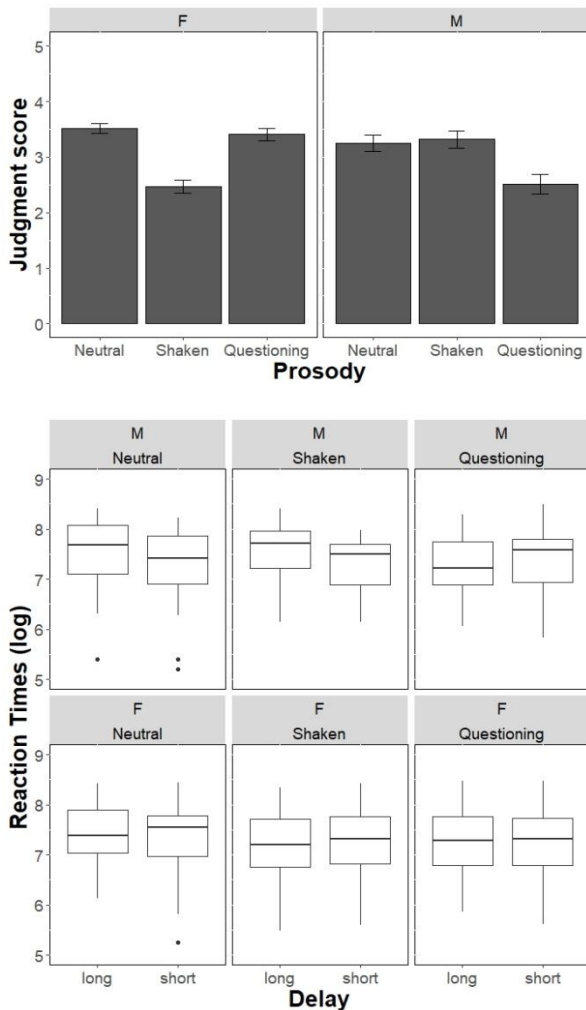 F M
Judgment score
5
4
3
2
1
0
Neutral Shaken Questioning Neutral Shaken Questioning
Prosody
M M M
Neutral Shaken Questioning
Reaction Times (log)
9
8
7
6
5
F F F
Neutral Shaken Questioning
9
8
7
6
5
long short long short long short
Delay